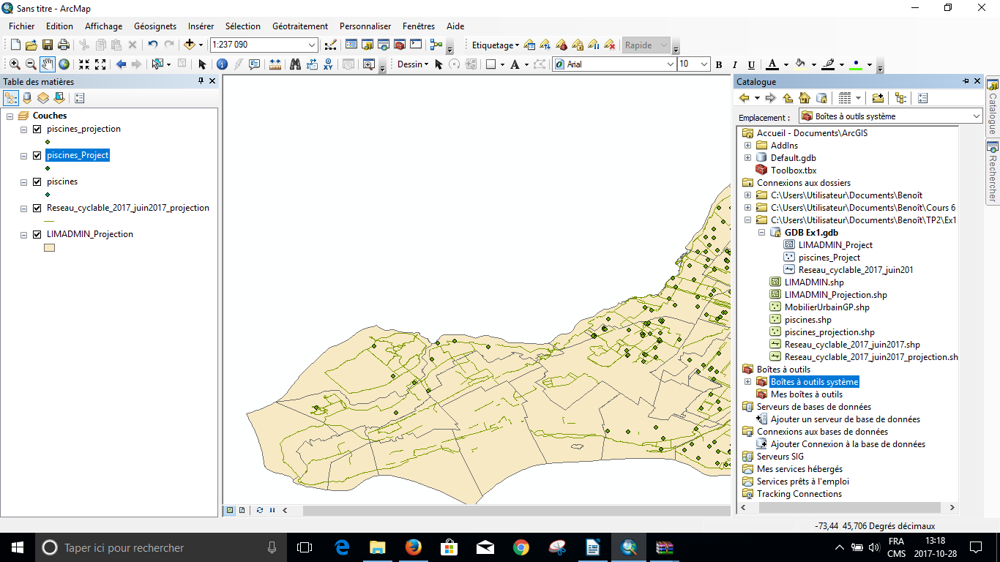 Sans titre - ArcMap
Fichier Edition Affichage Géosignets Insérer Sélection Géotraitement Personnaliser Fenêtres Aide
1:237 090 Etiquetage Rapide
Dessin A Arial 10 B I U A
Table des matières
Couches
piscines_projection
piscines_Project
piscines
Reseau_cyclable_2017_juin2017_projection
LIMADMIN_Projection
Catalogue
Emplacement : Boîtes à outils système
Accueil - Documents\ArcGIS
AddIns
Default.gdb
Toolbox.tbx
Connexions aux dossiers
C:\Users\Utilisateur\Documents\Benoît
C:\Users\Utilisateur\Documents\Benoît\Cours 6
C:\Users\Utilisateur\Documents\Benoît\TP2\Ex1
GDB Ex1.gdb
LIMADMIN_Project
piscines_Project
Reseau_cyclable_2017_juin201
LIMADMIN.shp
LIMADMIN_Projection.shp
MobilierUrbainGP.shp
piscines.shp
piscines_projection.shp
Reseau_cyclable_2017_juin2017.shp
Reseau_cyclable_2017_juin2017_projection.sh
Boîtes à outils
Boîtes à outils système
Mes boîtes à outils
Serveurs de bases de données
Ajouter un serveur de base de données
Connexions aux bases de données
Ajouter Connexion à la base de données
Serveurs SIG
Mes services hébergés
Services prêts à l'emploi
Tracking Connections
Catalogue
Rechercher
-73,44 45,706 Degrés décimaux
Taper ici pour rechercher
FRA
CMS
13:18
2017-10-28